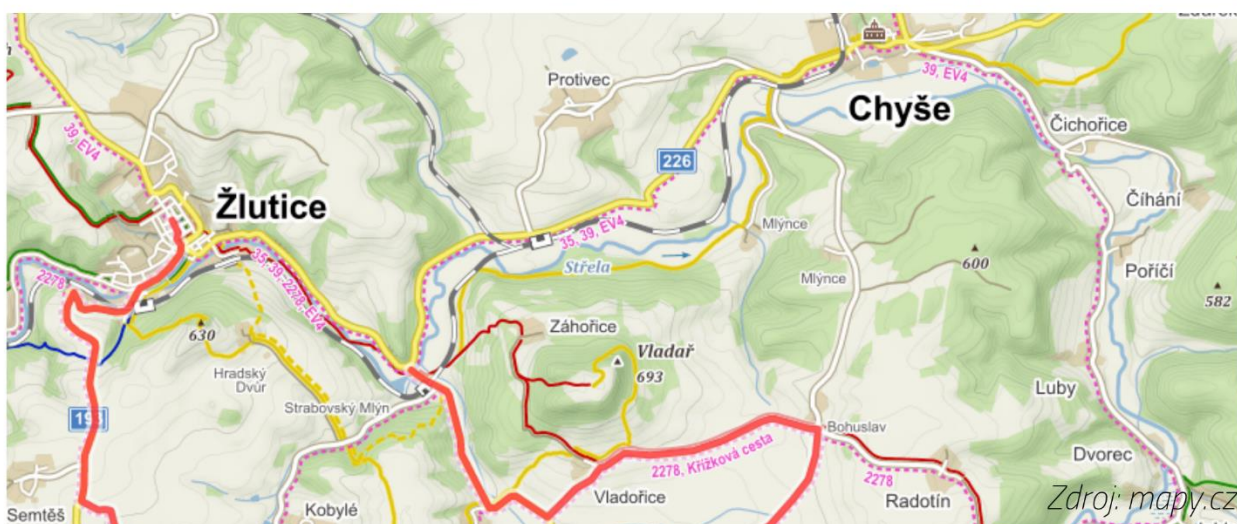 Protivec
39, EV4
39, EV4
Chyše
Čichořice
226
Žlutice
Číhání
35, 39, EV4
Mlýnce
Střela
600
Mlýnce
Poříčí
2278
35, 39, 2278, EV4
582
630
Záhořice
Vladař
693
Hradský
Dvůr
Luby
Strabovský Mlýn
Bohuslav
2278, Křížková cesta
Dvorec
2278
Vladořice
Radotín
Semtěš
Kobylé
Zdroj: mapy.cz